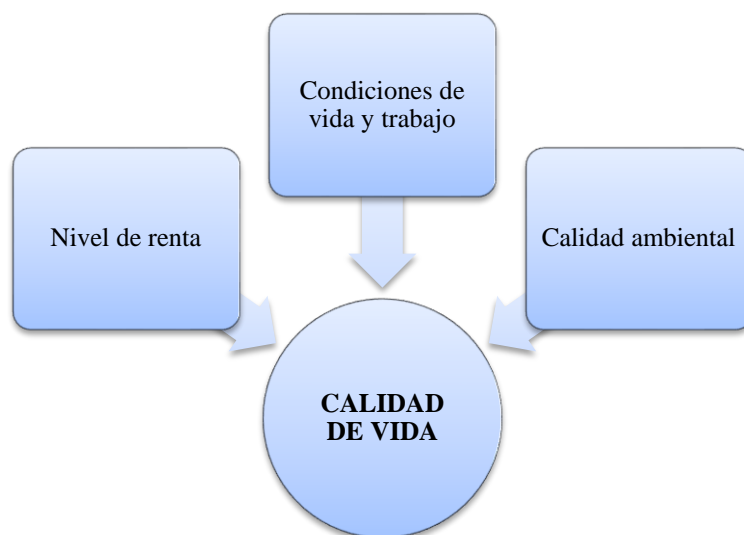 Condiciones de
vida y trabajo
Nivel de renta
Calidad ambiental
CALIDAD
DE VIDA